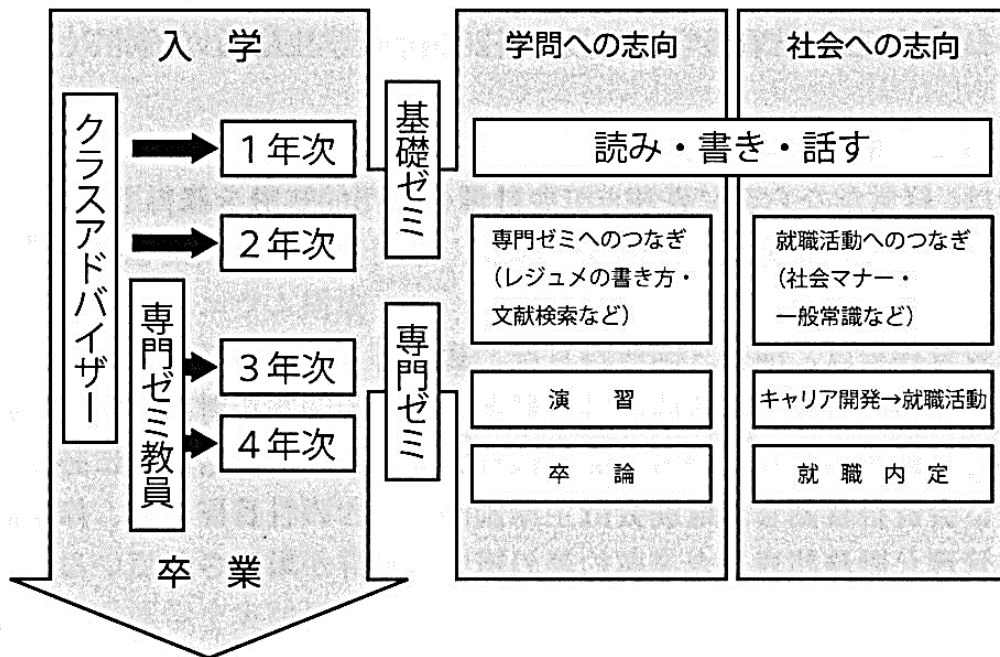 入学
クラスアドバイザー
1年次
2年次
専門ゼミ教員
3年次
4年次
卒業
基礎ゼミ
専門ゼミ
学問への志向
社会への志向
読み・書き・話す
専門ゼミへのつなぎ
（レジュメの書き方・
文献検索など）
就職活動へのつなぎ
（社会マナー・
一般常識など）
演習
キャリア開発→就職活動
卒論
就職内定